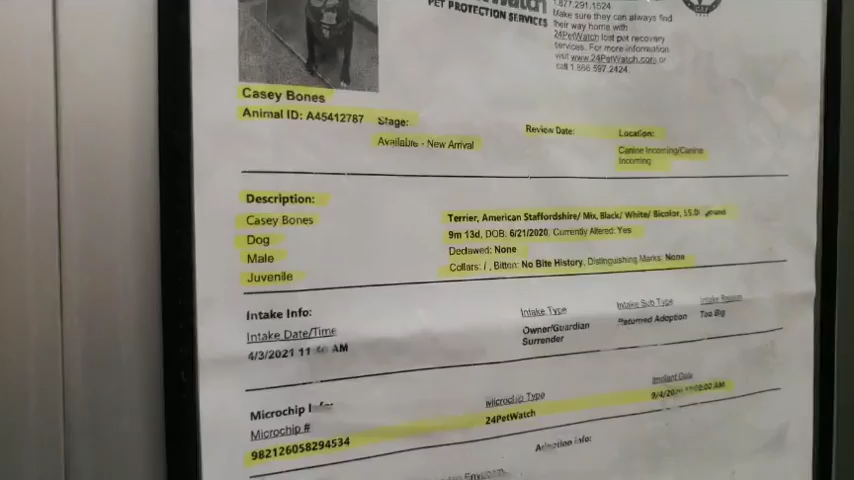 PET PROTECTION SERVICES
1.877.291.1524
Make sure they can always find
their way home with
24PetWatch lost pet recovery
services. For more information
visit www.24PetWatch.com or
call 1.866.597.2424.
Casey Bones
Animal ID: A45412787
Stage:
Available - New Arrival
Review Date:
Location:
Canine Incoming/Canine
Incoming
Description:
Casey Bones
Dog
Male
Juvenile
Terrier, American Staffordshire/ Mix, Black/ White/ Bicolor,
9m 13d, DOB: 6/21/2020, Currently Altered: Yes
Declawed: None
Collars: / , Bitten: No Bite History, Distinguishing Marks: None
Intake Info:
Intake Date/Time
4/3/2021 11 AM
Intake Type
Owner/Guardian
Surrender
Intake Sub Type
Returned Adoption
Intake Reason
Too Big
Microchip
Microchip #
982126058294534
Microchip Type
24PetWatch
Implant Date
AM
Adoption Info: